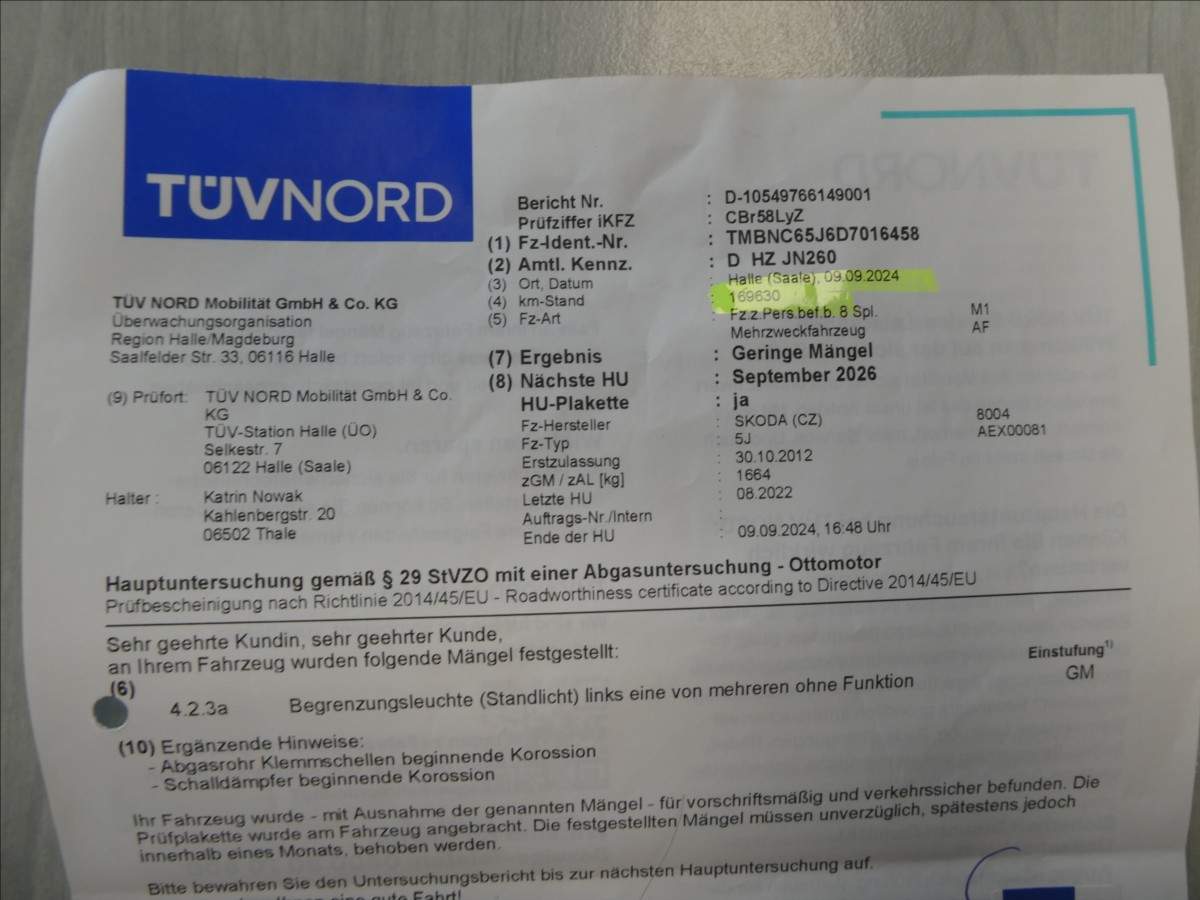 TÜVNORD
Bericht Nr. : D-10549766149001
Prüfziffer iKFZ : CBr58LyZ
(1) Fz-Ident.-Nr. : TMBNC65J6D7016458
(2) Amtl. Kennz. : D HZ JN260
(3) Ort, Datum : Halle (Saale), 09.09.2024
(4) km-Stand : 169630
(5) Fz-Art : Fz.z.Pers.bef.b. 8 Spl. M1
Mehrzweckfahrzeug AF
(7) Ergebnis : Geringe Mängel
(8) Nächste HU : September 2026
HU-Plakette : ja
Fz-Hersteller : SKODA (CZ) 8004
Fz-Typ : 5J AEX00081
Erstzulassung : 30.10.2012
zGM / zAL [kg] : 1664
Letzte HU : 08.2022
Auftrags-Nr./Intern :
Ende der HU : 09.09.2024, 16:48 Uhr
TÜV NORD Mobilität GmbH & Co. KG
Überwachungsorganisation
Region Halle/Magdeburg
Saalfelder Str. 33, 06116 Halle
(9) Prüfort: TÜV NORD Mobilität GmbH & Co.
KG
TÜV-Station Halle (ÜO)
Selkestr. 7
06122 Halle (Saale)
Halter : Katrin Nowak
Kahlenbergstr. 20
06502 Thale
Hauptuntersuchung gemäß § 29 StVZO mit einer Abgasuntersuchung - Ottomotor
Prüfbescheinigung nach Richtlinie 2014/45/EU - Roadworthiness certificate according to Directive 2014/45/EU
Sehr geehrte Kundin, sehr geehrter Kunde,
an Ihrem Fahrzeug wurden folgende Mängel festgestellt:
Einstufung1)
(6)
4.2.3a Begrenzungsleuchte (Standlicht) links eine von mehreren ohne Funktion GM
(10) Ergänzende Hinweise:
- Abgasrohr Klemmschellen beginnende Korossion
- Schalldämpfer beginnende Korossion
Ihr Fahrzeug wurde - mit Ausnahme der genannten Mängel - für vorschriftsmäßig und verkehrssicher befunden. Die
Prüfplakette wurde am Fahrzeug angebracht. Die festgestellten Mängel müssen unverzüglich, spätestens jedoch
innerhalb eines Monats, behoben werden.
Bitte bewahren Sie den Untersuchungsbericht bis zur nächsten Hauptuntersuchung auf.
Ihnen eine gute Fahrt!